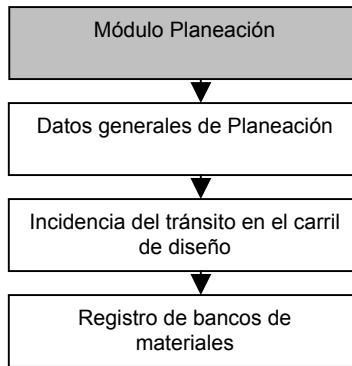 Módulo Planeación
Datos generales de Planeación
Incidencia del tránsito en el carril
de diseño
Registro de bancos de
materiales